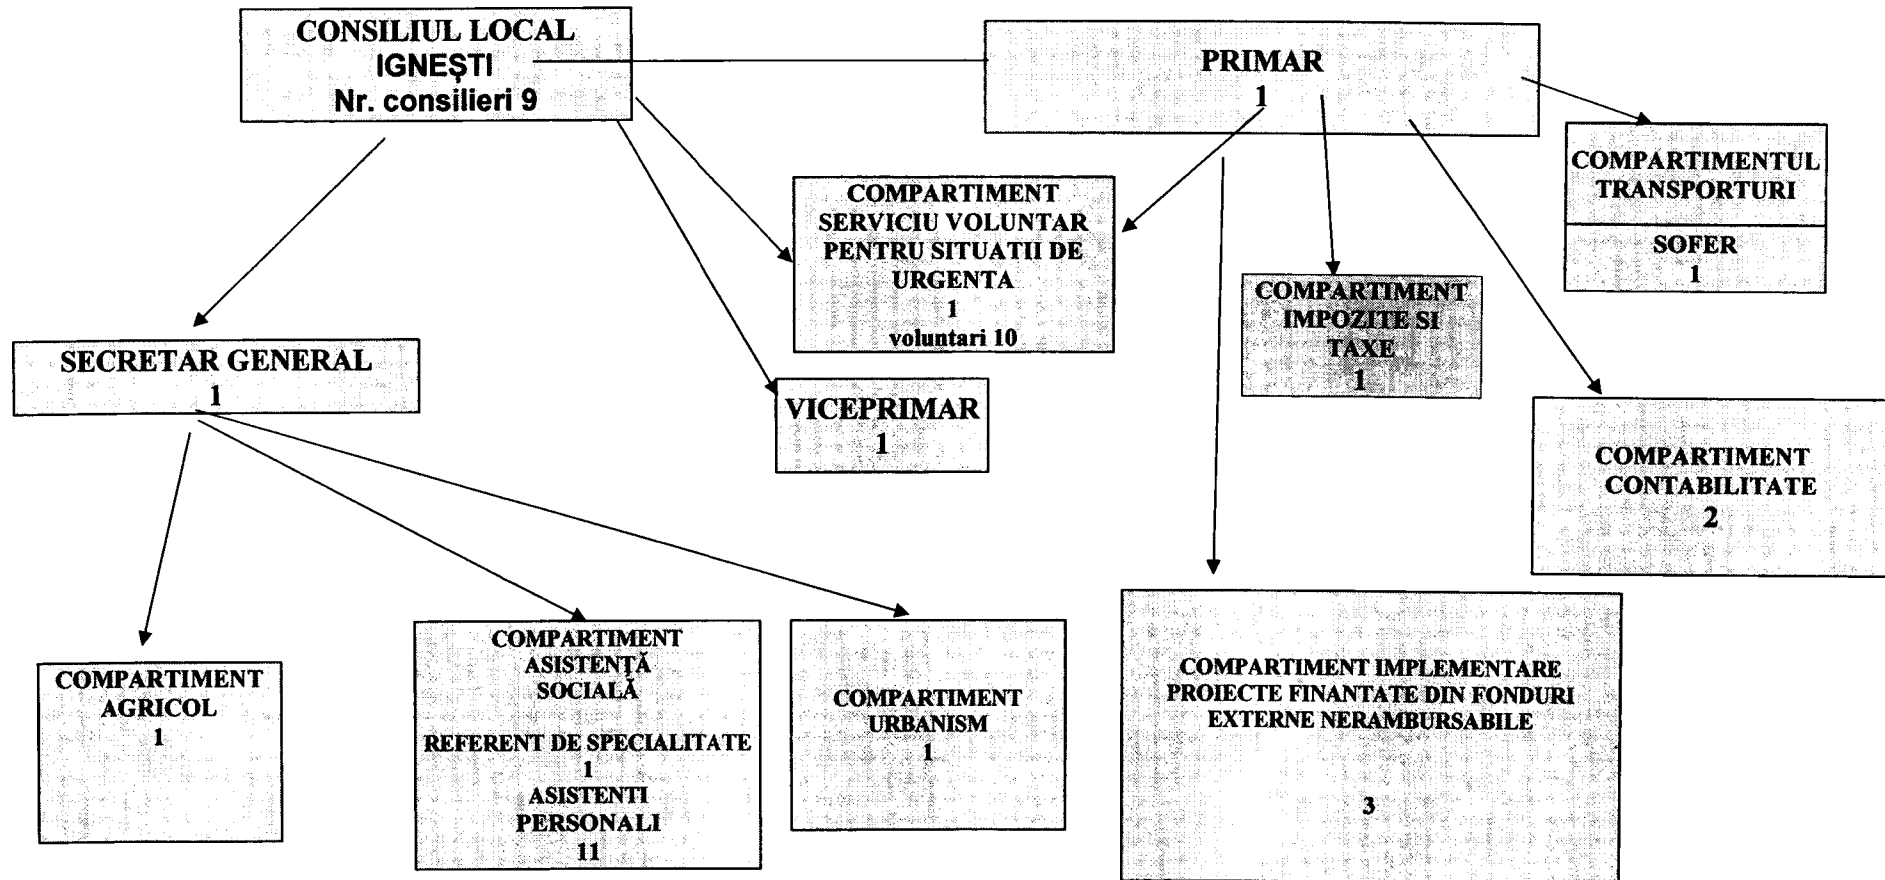 CONSILIUL LOCAL
IGNEȘTI
Nr. consilieri 9
PRIMAR
1
COMPARTIMENTUL
TRANSPORTURI
SOFER
1
COMPARTIMENT
SERVICIU VOLUNTAR
PENTRU SITUATII DE
URGENTA
1
voluntari 10
COMPARTIMENT
IMPOZITE SI
TAXE
1
SECRETAR GENERAL
1
VICEPRIMAR
1
COMPARTIMENT
CONTABILITATE
2
COMPARTIMENT
AGRICOL
1
COMPARTIMENT
ASISTENȚĂ
SOCIALĂ
REFERENT DE SPECIALITATE
1
ASISTENTI
PERSONALI
11
COMPARTIMENT
URBANISM
1
COMPARTIMENT IMPLEMENTARE
PROIECTE FINANTATE DIN FONDURI
EXTERNE NERAMBURSABILE
3